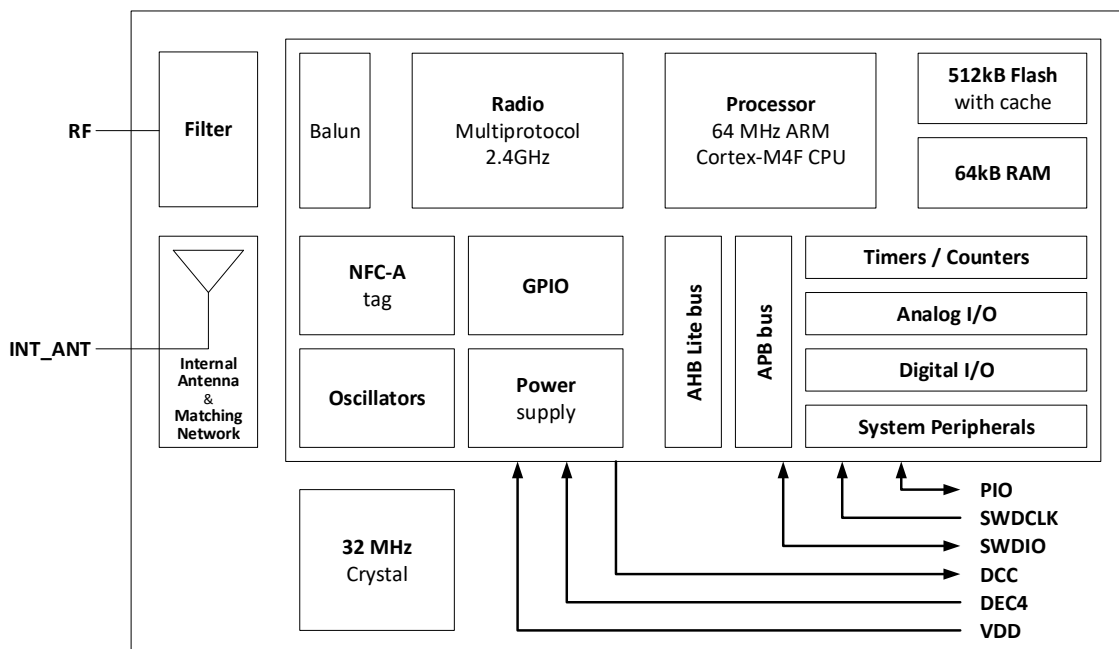 RF
Filter
Balun
Radio
Multiprotocol
2.4GHz
Processor
64 MHz ARM
Cortex-M4F CPU
512kB Flash
with cache
64kB RAM
INT_ANT
Internal
Antenna
&
Matching
Network
NFC-A
tag
GPIO
Oscillators
Power
supply
AHB Lite bus
APB bus
Timers / Counters
Analog I/O
Digital I/O
System Peripherals
32 MHz
Crystal
PIO
SWDCLK
SWDIO
DCC
DEC4
VDD